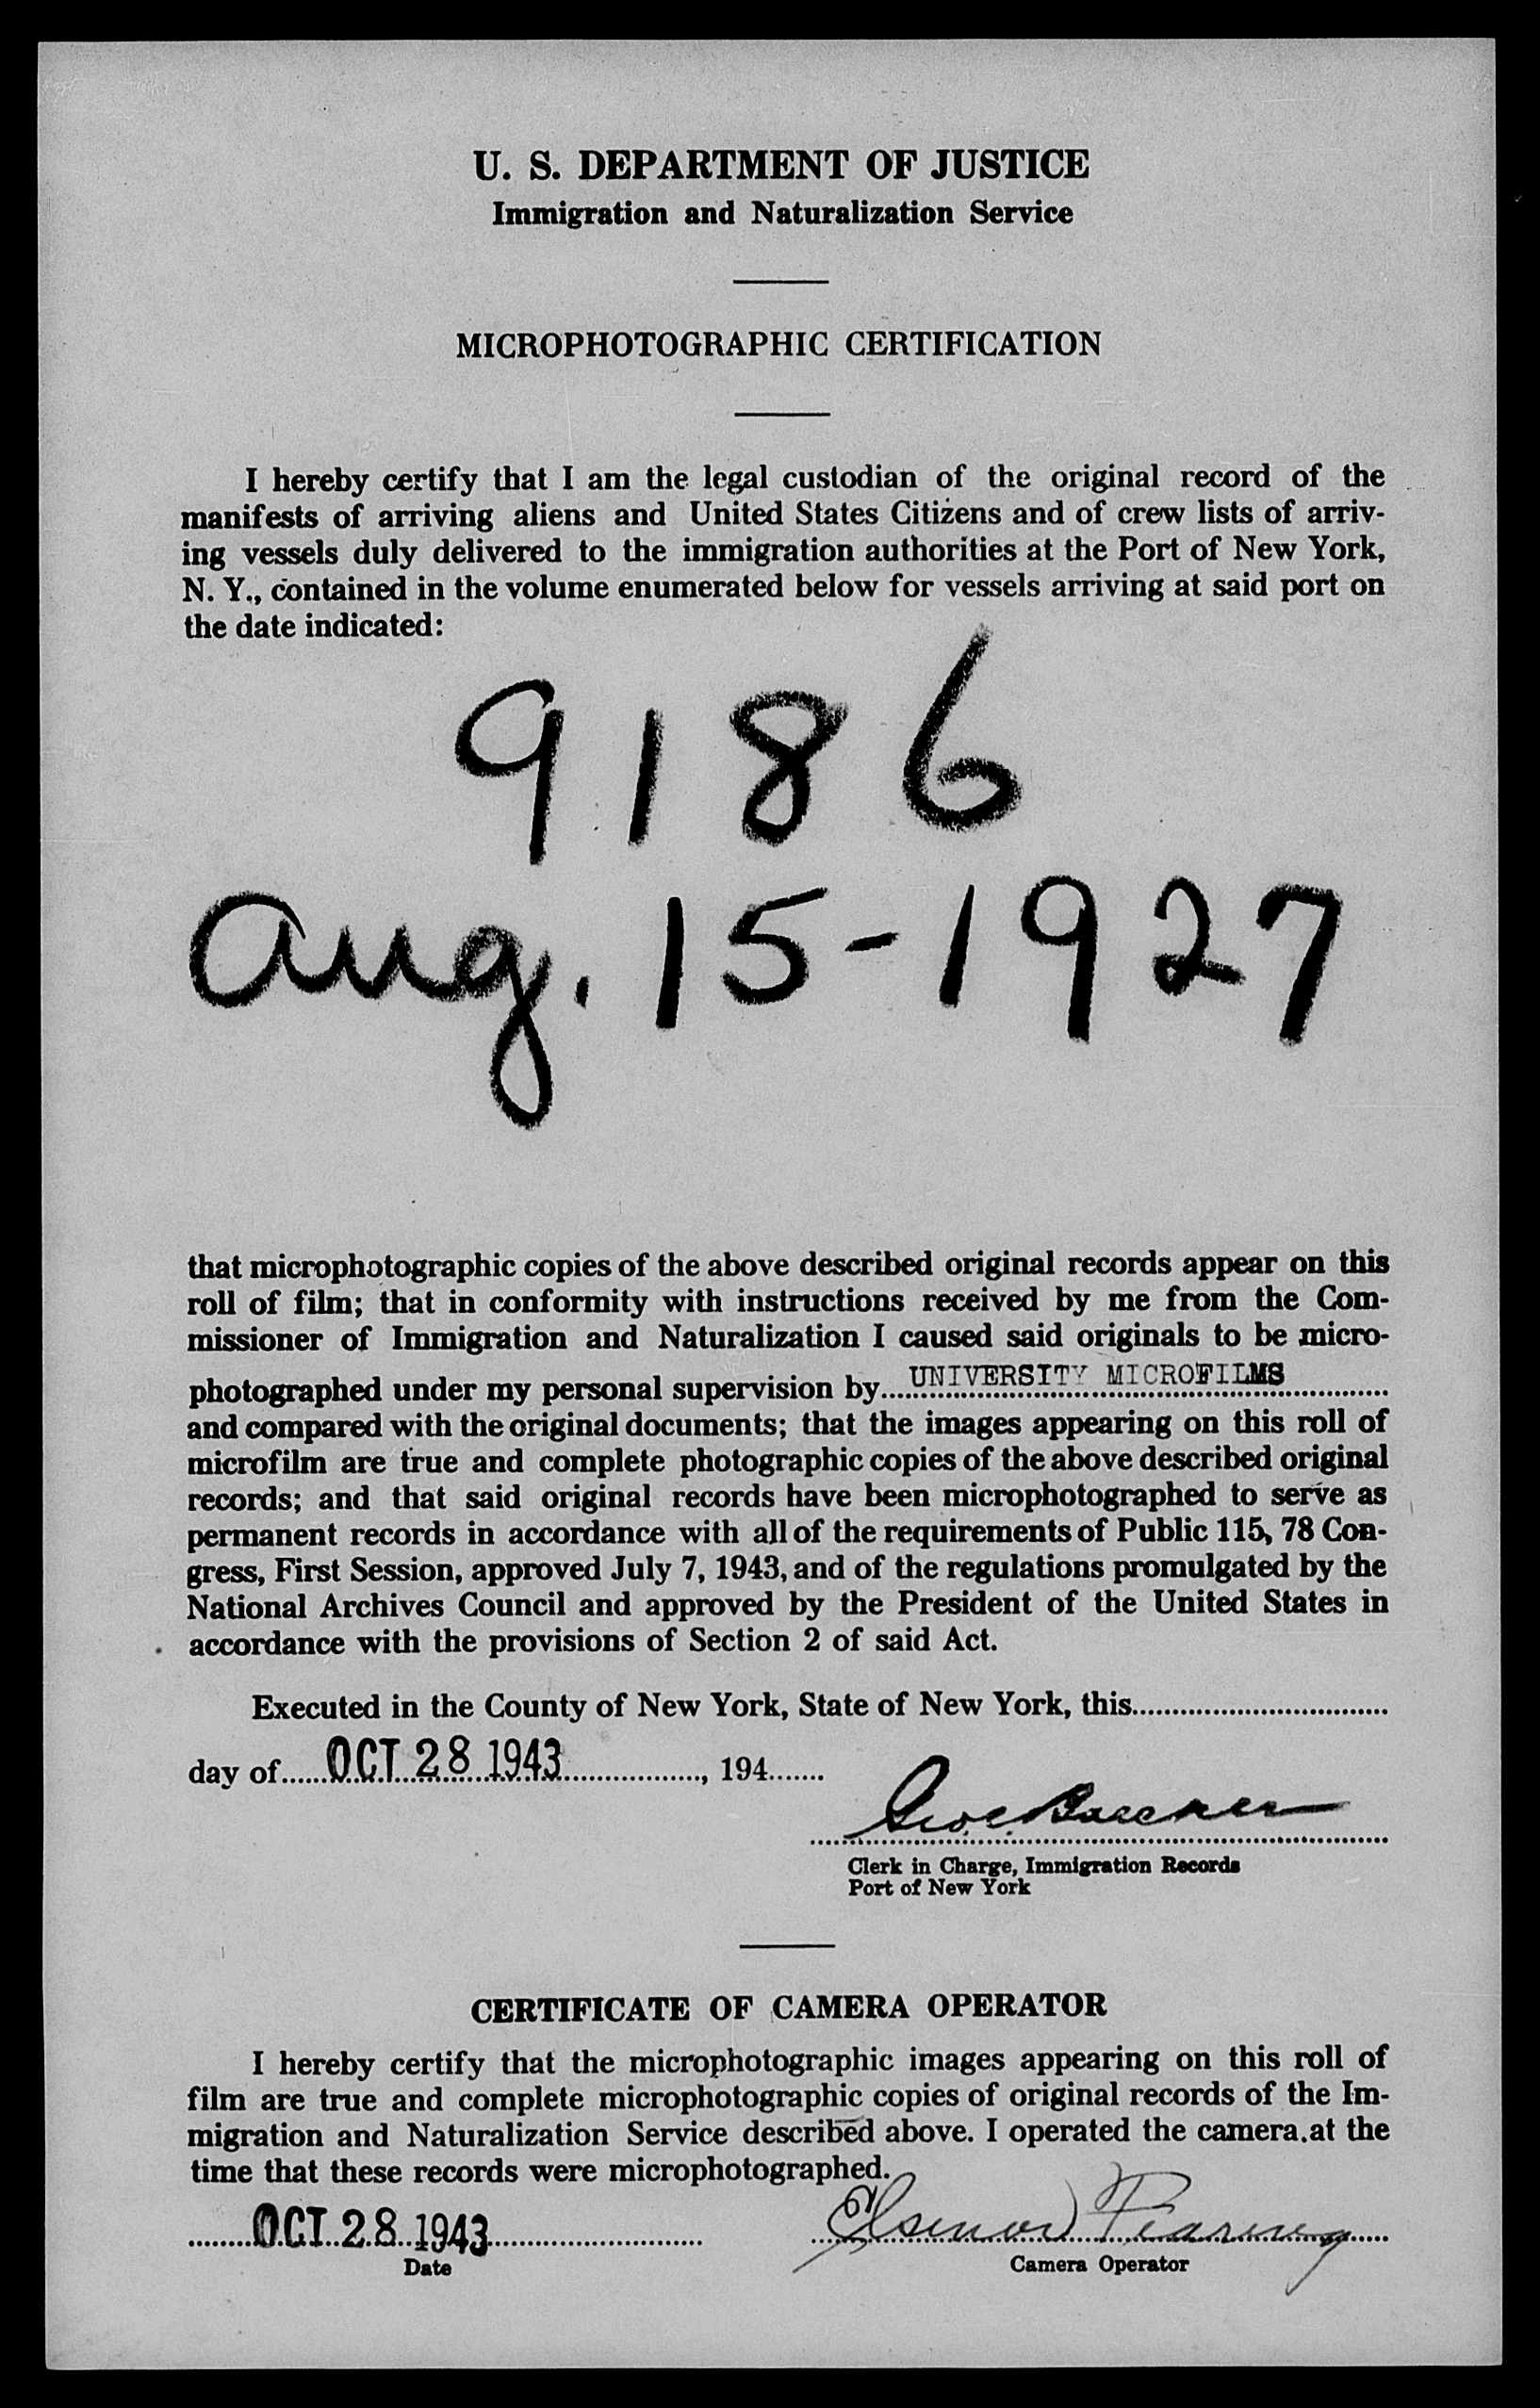 U. S. DEPARTMENT OF JUSTICE
Immigration and Naturalization Service
MICROPHOTOGRAPHIC CERTIFICATION
I hereby certify that I am the legal custodian of the original record of the
manifests of arriving aliens and United States Citizens and of crew lists of arriv-
ing vessels duly delivered to the immigration authorities at the Port of New York,
N. Y., contained in the volume enumerated below for vessels arriving at said port on
the date indicated:
9186
Aug. 15-1927
that microphotographic copies of the above described original records appear on this
roll of film; that in conformity with instructions received by me from the Com-
missioner of Immigration and Naturalization I caused said originals to be micro-
photographed under my personal supervision by UNIVERSITY MICROFILMS
and compared with the original documents; that the images appearing on this roll of
microfilm are true and complete photographic copies of the above described original
records; and that said original records have been microphotographed to serve as
permanent records in accordance with all of the requirements of Public 115, 78 Con-
gress, First Session, approved July 7, 1943, and of the regulations promulgated by the
National Archives Council and approved by the President of the United States in
accordance with the provisions of Section 2 of said Act.
Executed in the County of New York, State of New York, this
day of OCT 28 1943, 194
Clerk in Charge, Immigration Records
Port of New York
CERTIFICATE OF CAMERA OPERATOR
I hereby certify that the microphotographic images appearing on this roll of
film are true and complete microphotographic copies of original records of the Im-
migration and Naturalization Service described above. I operated the camera at the
time that these records were microphotographed.
OCT 28 1943
Date
Camera Operator